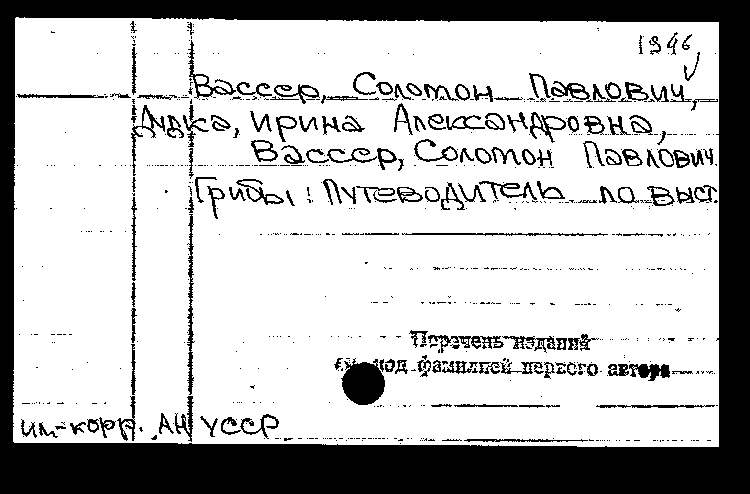 1946
Вассер, Соломон Павлович,
Дудка, Ирина Александровна,
Вассер, Соломон Павлович
Грибы: Путеводитель по выст.
Перечень изданий
см. под фамилией первого автора
чл.-корр. АН УССР